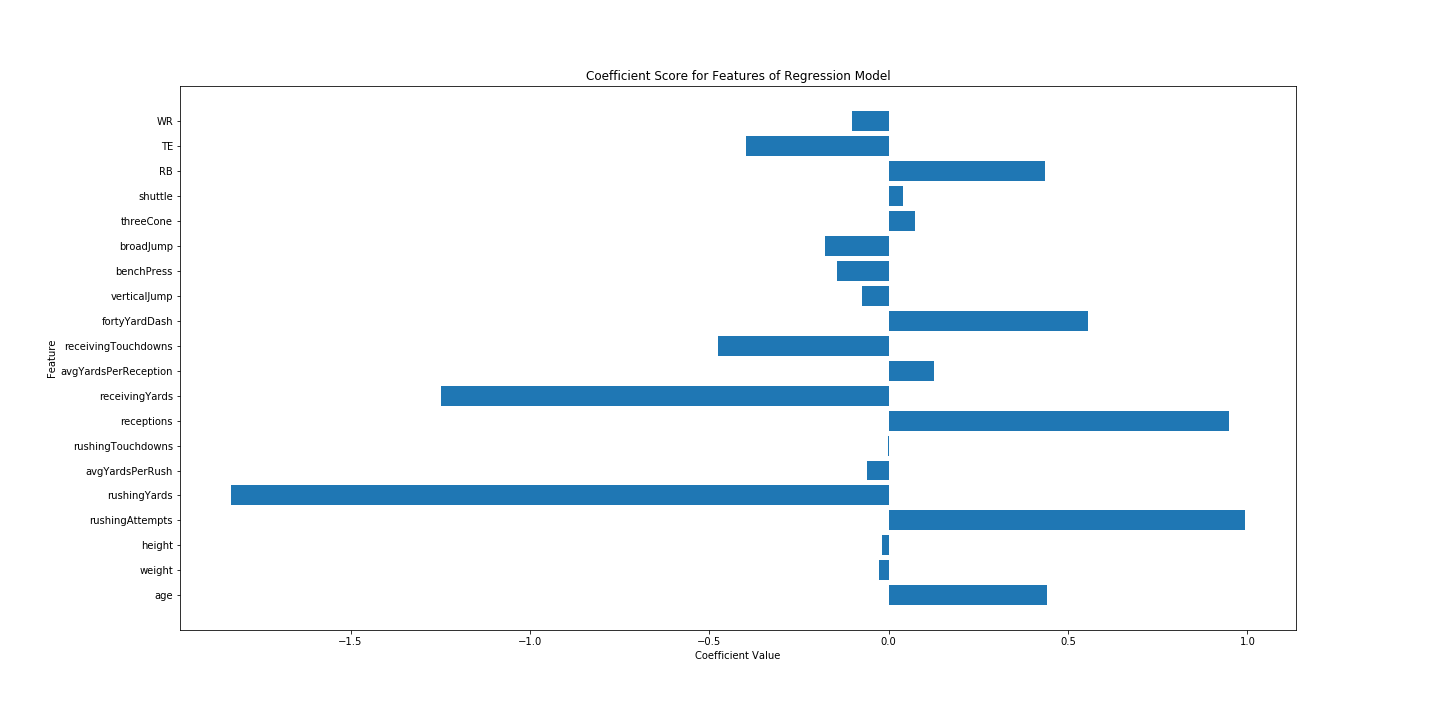 Coefficient Score for Features of Regression Model
WR
TE
RB
shuttle
threeCone
broadJump
benchPress
verticalJump
fortyYardDash
receivingTouchdowns
avgYardsPerReception
receivingYards
receptions
rushingTouchdowns
avgYardsPerRush
rushingYards
rushingAttempts
height
weight
age
Feature
−1.5 −1.0 −0.5 0.0 0.5 1.0
Coefficient Value